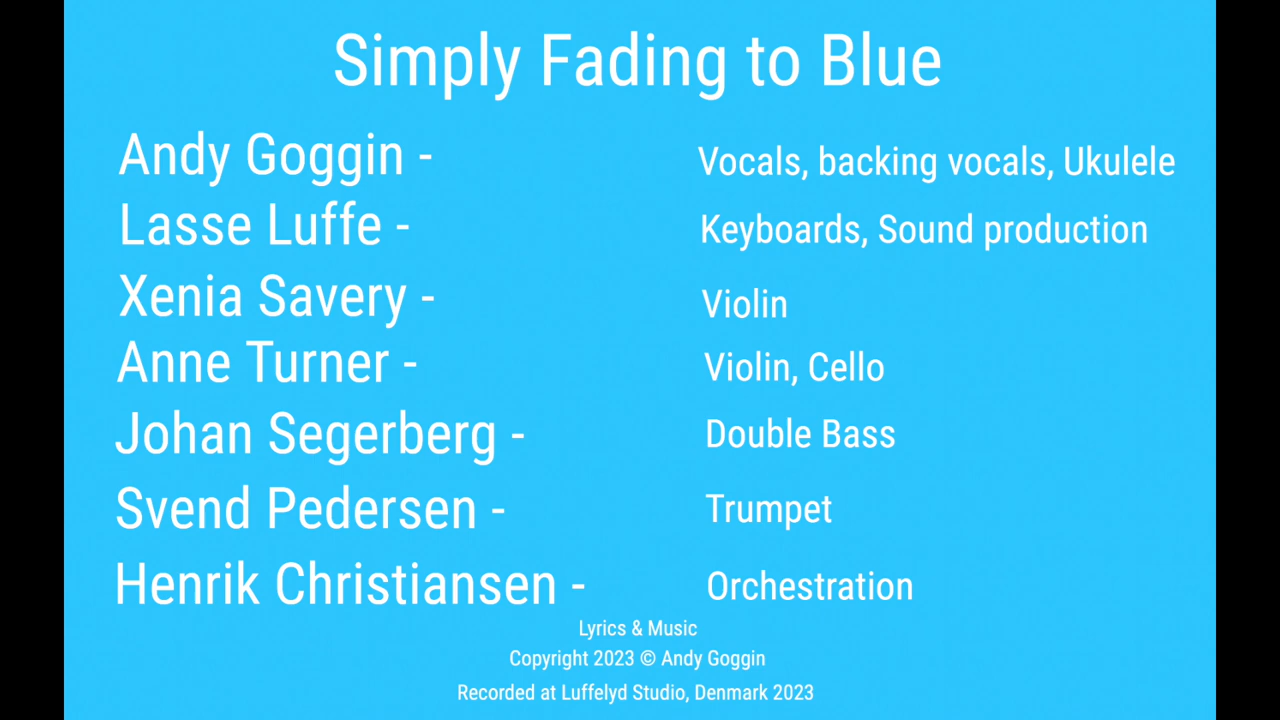 Simply Fading to Blue
Andy Goggin - Vocals, backing vocals, Ukulele
Lasse Luffe - Keyboards, Sound production
Xenia Savery - Violin
Anne Turner - Violin, Cello
Johan Segerberg - Double Bass
Svend Pedersen - Trumpet
Henrik Christiansen - Orchestration
Lyrics & Music
Copyright 2023 © Andy Goggin
Recorded at Luffelyd Studio, Denmark 2023